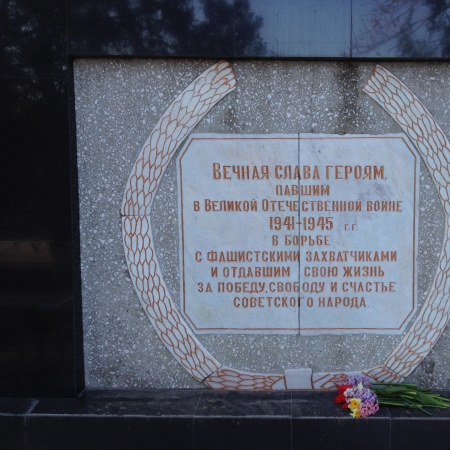 Вечная слава героям,
павшим
в Великой Отечественной войне
1941-1945 г.г.
в борьбе
с фашистскими захватчиками
и отдавшим свою жизнь
за победу, свободу и счастье
советского народа.